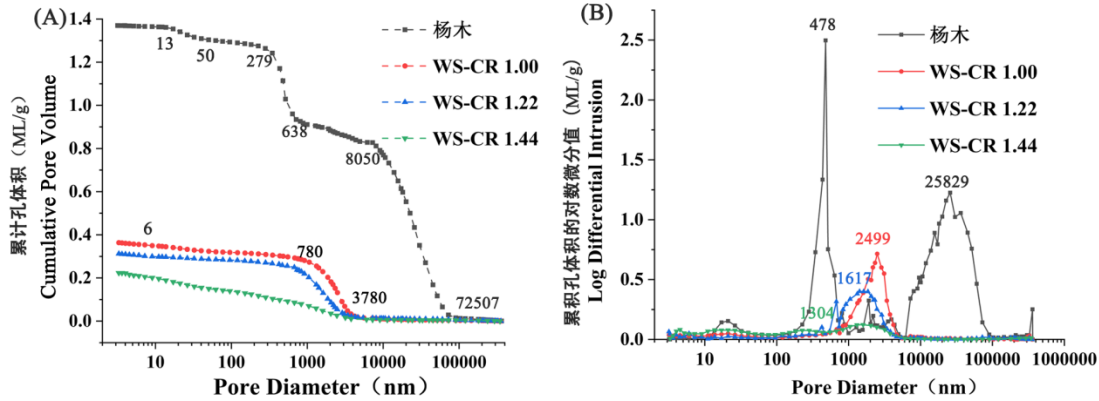 (A)
累计孔体积（ML/g）
Cumulative Pore Volume
1.4
1.2
1.0
0.8
0.6
0.4
0.2
0.0
13
50
279
638
8050
6
780
3780
72507
杨木
WS-CR 1.00
WS-CR 1.22
WS-CR 1.44
10
100
1000
10000
100000
Pore Diameter（nm）
(B)
累积孔体积的对数微分值（ML/g）
Log Differential Intrusion
2.5
2.0
1.5
1.0
0.5
0.0
478
25829
2499
1617
1304
杨木
WS-CR 1.00
WS-CR 1.22
WS-CR 1.44
10
100
1000
10000
100000
1000000
Pore Diameter（nm）